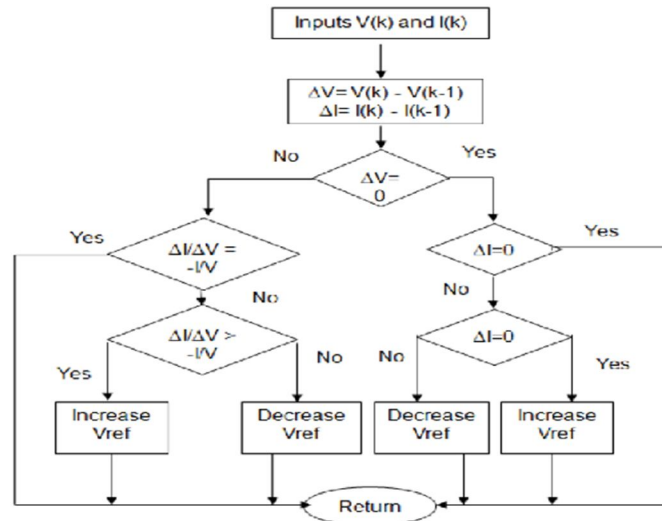 Inputs V(k) and I(k)
ΔV= V(k) - V(k-1)
ΔI= I(k) - I(k-1)
No
Yes
ΔV=
0
Yes
ΔI/ΔV =
-I/V
ΔI=0
Yes
No
No
ΔI/ΔV >
-I/V
ΔI=0
Yes
No
No
Yes
Increase
Vref
Decrease
Vref
Decrease
Vref
Increase
Vref
Return